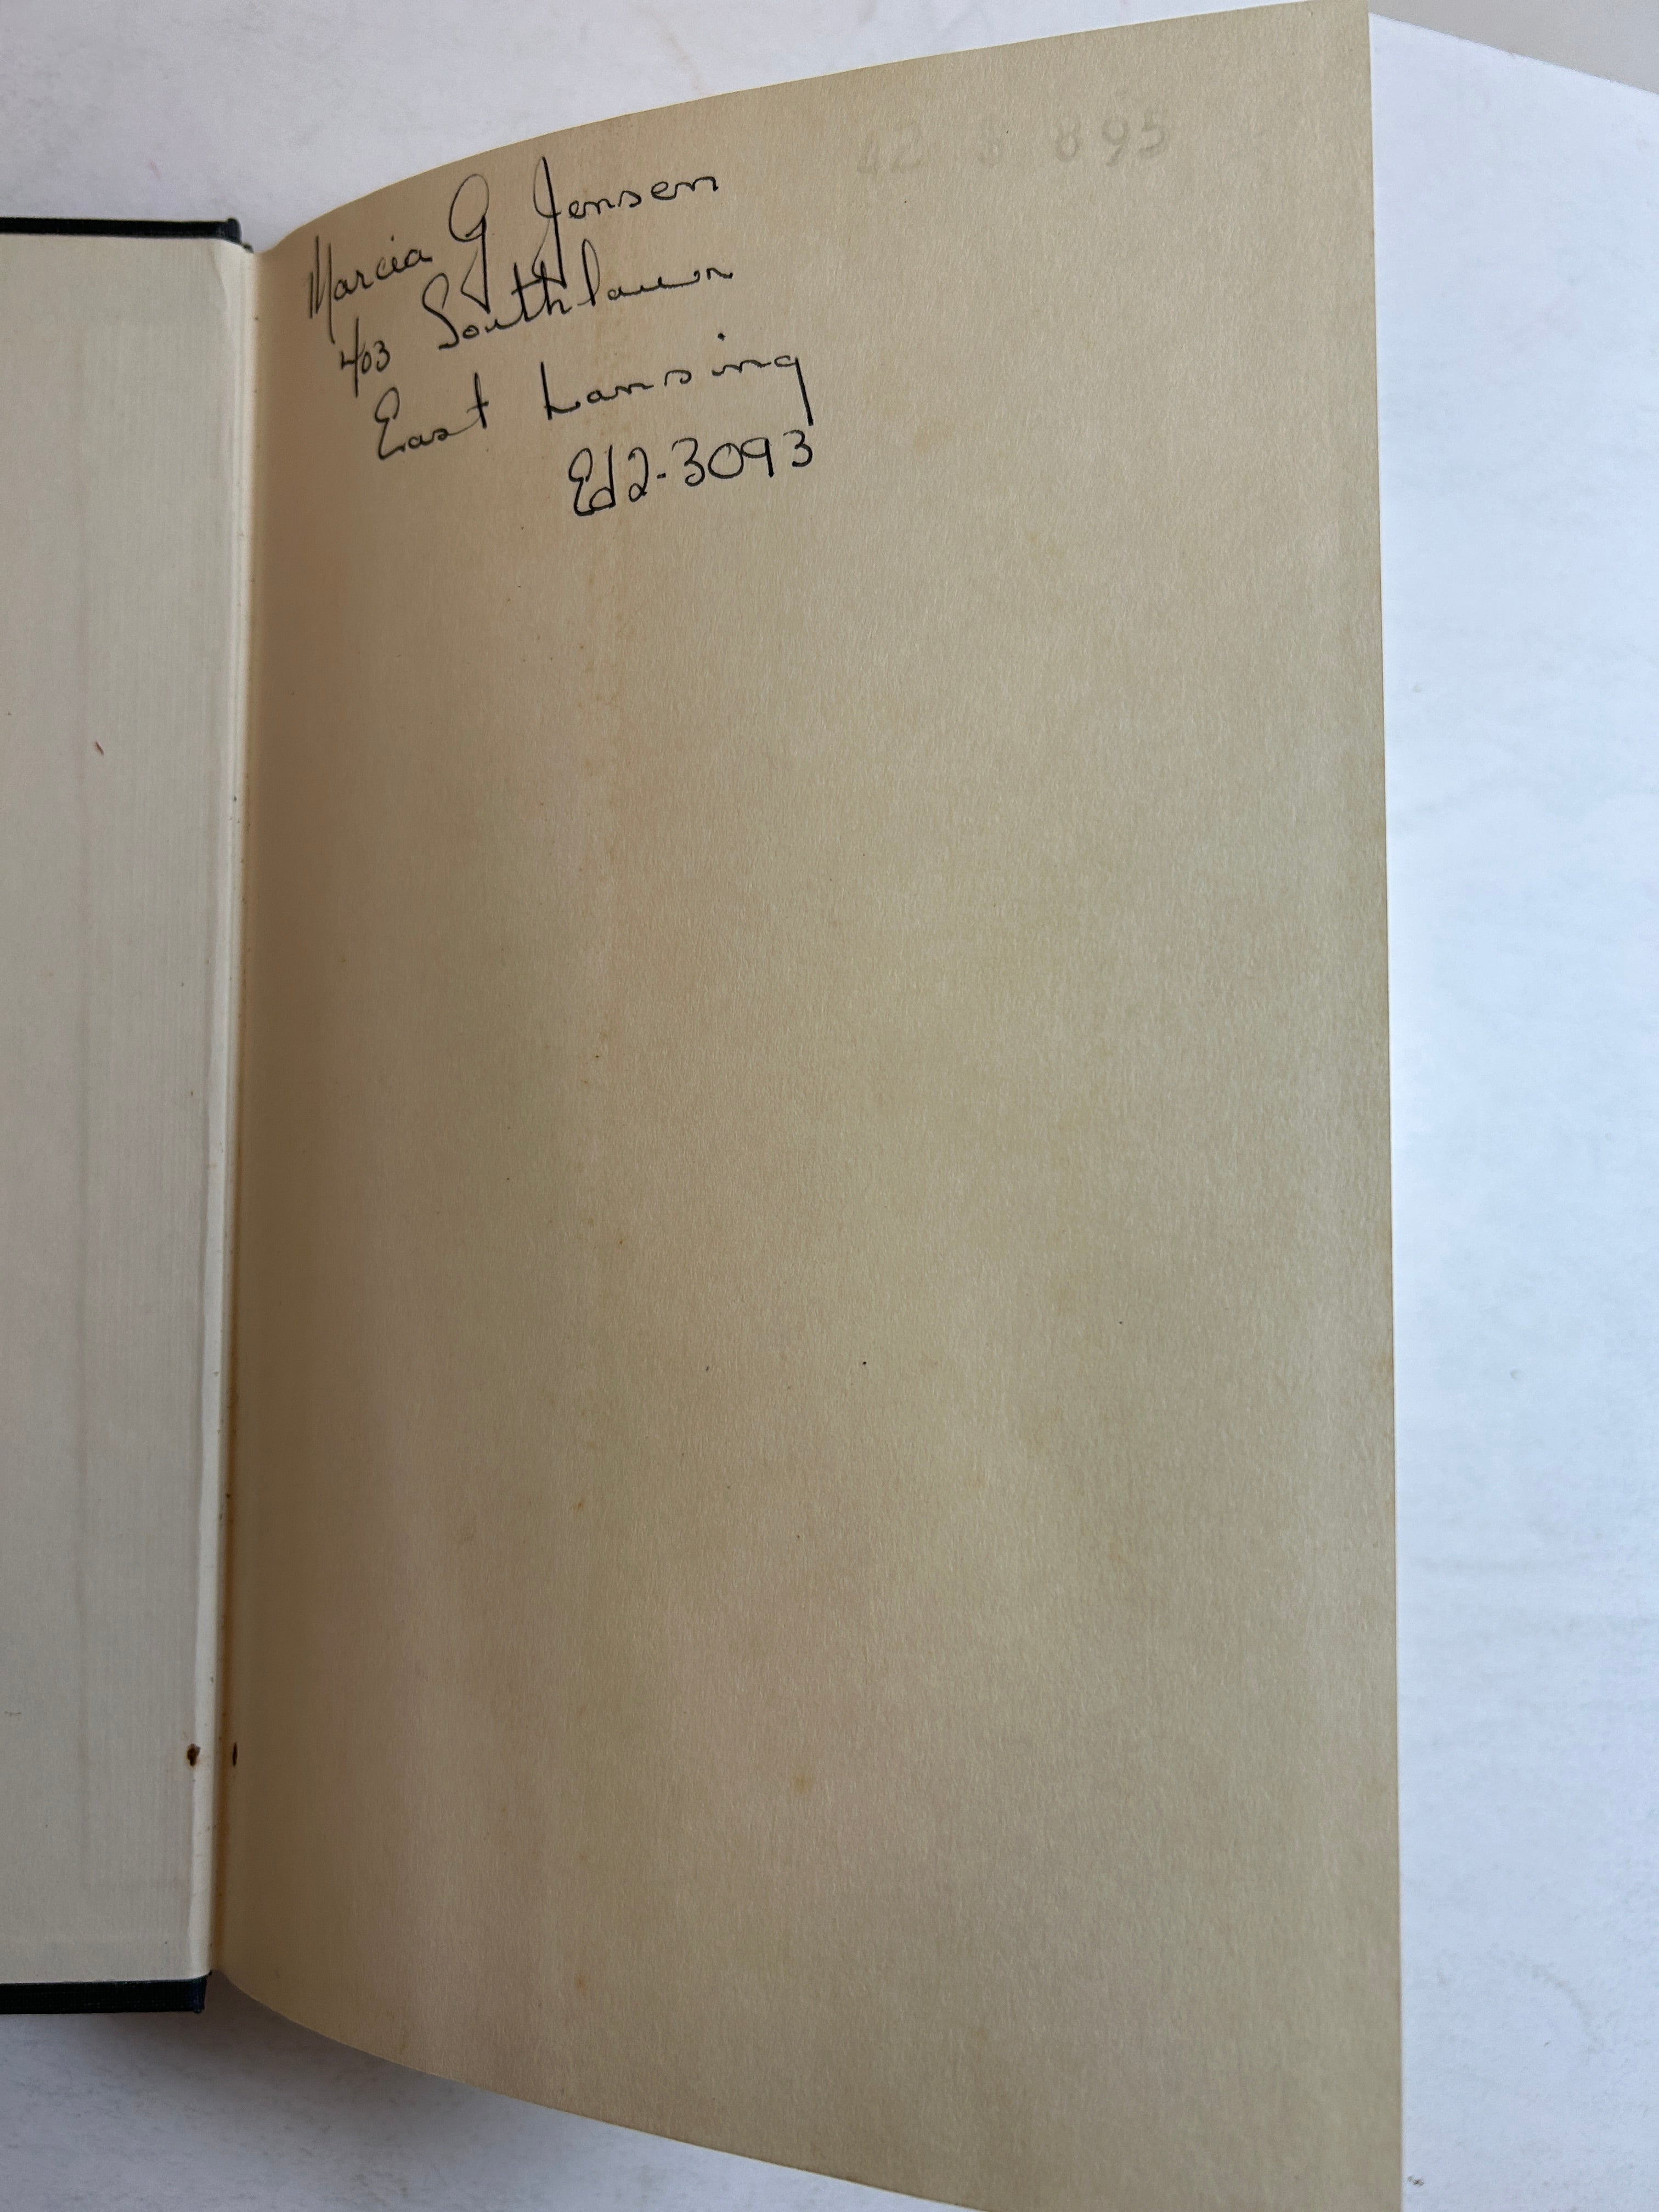 Marcia G Jensen
403 Southlawn
East Lansing
Ed2-3093